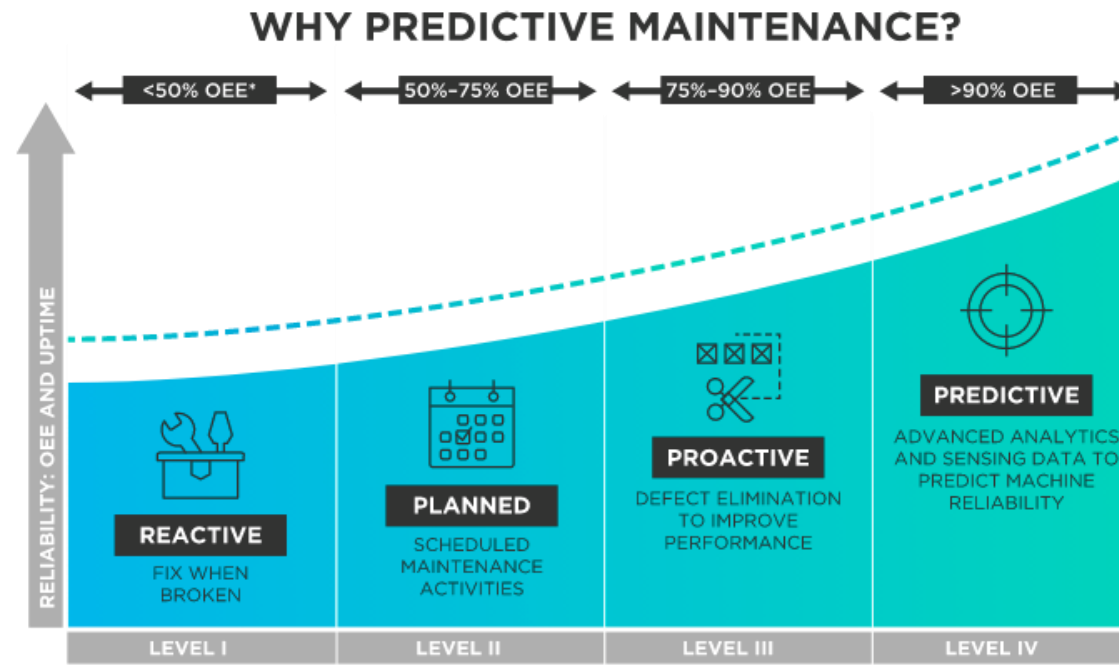 WHY PREDICTIVE MAINTENANCE?
<50% OEE*
50%–75% OEE
75%–90% OEE
>90% OEE
RELIABILITY: OEE AND UPTIME
REACTIVE
FIX WHEN
BROKEN
PLANNED
SCHEDULED
MAINTENANCE
ACTIVITIES
PROACTIVE
DEFECT ELIMINATION
TO IMPROVE
PERFORMANCE
PREDICTIVE
ADVANCED ANALYTICS
AND SENSING DATA TO
PREDICT MACHINE
RELIABILITY
LEVEL I
LEVEL II
LEVEL III
LEVEL IV